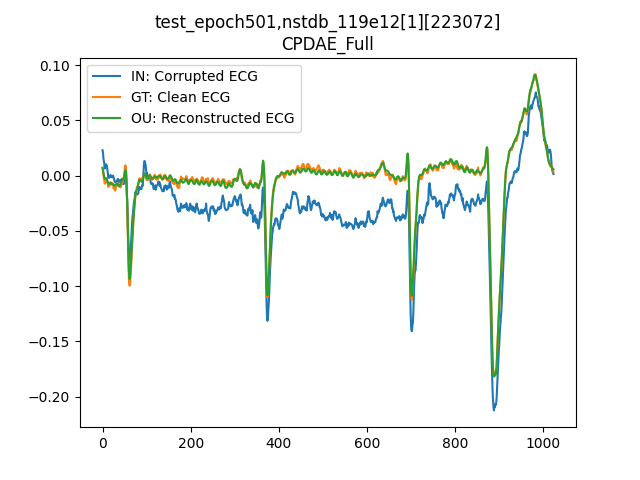 test_epoch501,nstdb_119e12[1][223072]
CPDAE_Full
IN: Corrupted ECG
GT: Clean ECG
OU: Reconstructed ECG
0.10
0.05
0.00
−0.05
−0.10
−0.15
−0.20
0 200 400 600 800 1000